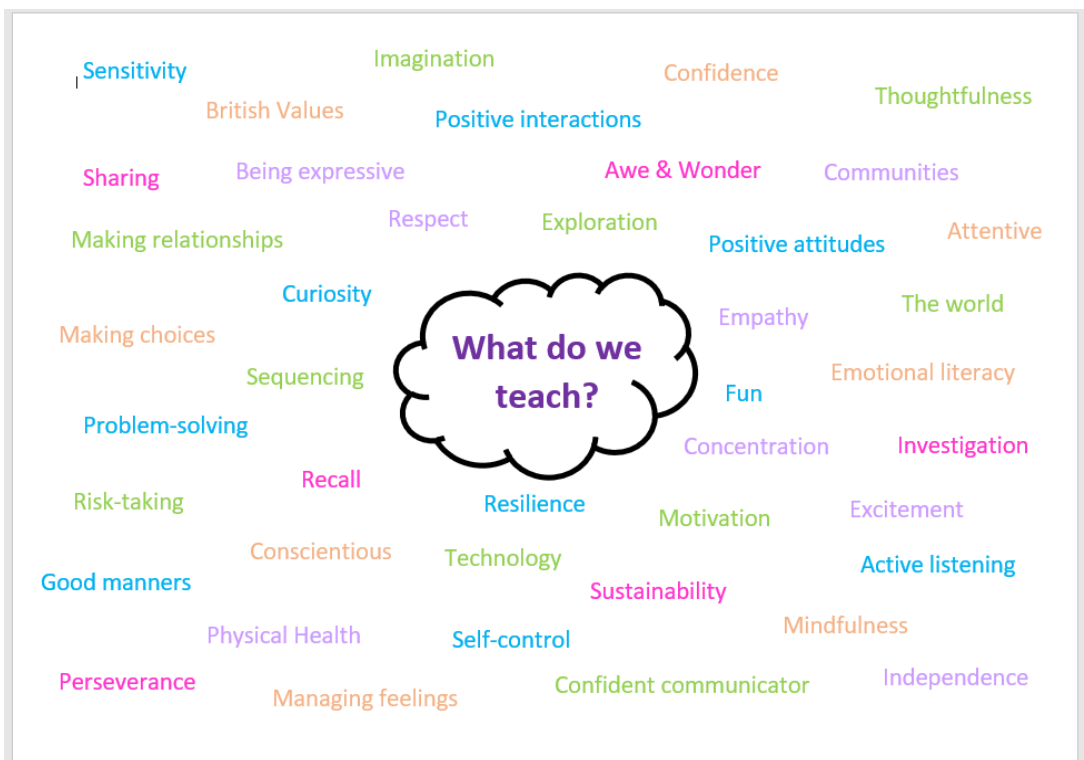 Imagination
Sensitivity
Confidence
Thoughtfulness
British Values
Positive interactions
Awe & Wonder
Being expressive
Communities
Sharing
Respect
Exploration
Attentive
Making relationships
Positive attitudes
Curiosity
The world
Empathy
Making choices
What do we
teach?
Emotional literacy
Sequencing
Fun
Problem-solving
Concentration
Investigation
Recall
Risk-taking
Resilience
Excitement
Motivation
Conscientious
Technology
Active listening
Good manners
Sustainability
Mindfulness
Physical Health
Self-control
Independence
Perseverance
Confident communicator
Managing feelings